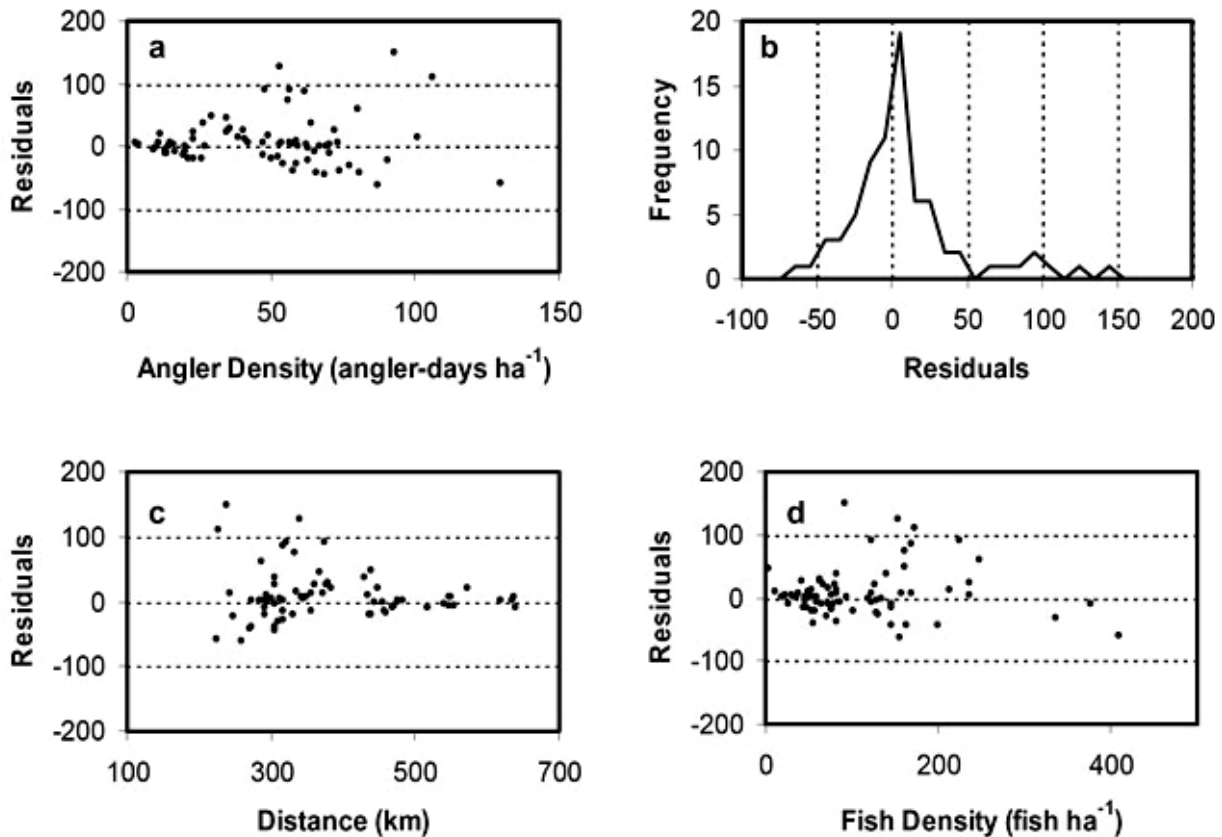 a
200
100
0
-100
-200
Residuals
0 50 100 150
Angler Density (angler-days ha-1)
b
20
15
10
5
0
Frequency
-100 -50 0 50 100 150 200
Residuals
c
200
100
0
-100
-200
Residuals
100 300 500 700
Distance (km)
d
200
100
0
-100
-200
Residuals
0 200 400
Fish Density (fish ha-1)